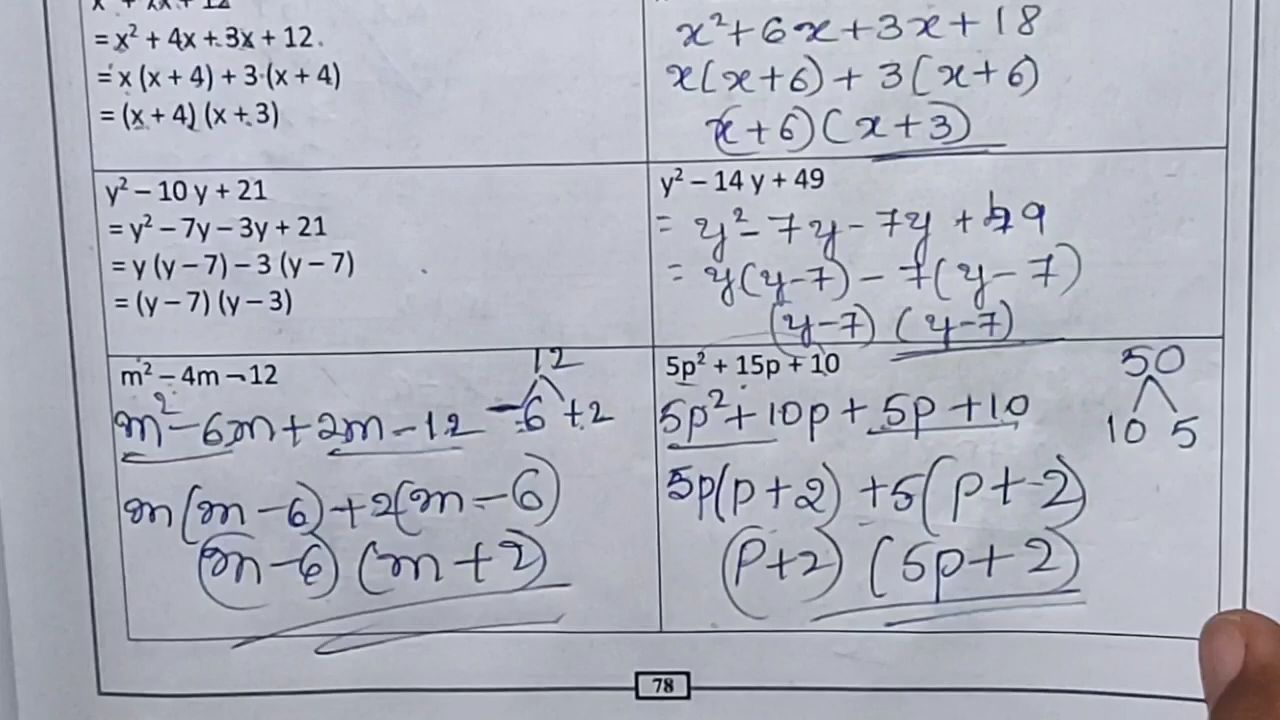 = x² + 4x + 3x + 12
= x (x + 4) + 3 (x + 4)
= (x + 4) (x + 3)
x² + 6x + 3x + 18
x(x+6) + 3(x+6)
(x+6)(x+3)
y² – 10 y + 21
= y² – 7y – 3y + 21
= y (y – 7) – 3 (y – 7)
= (y – 7) (y – 3)
y² – 14 y + 49
= y² - 7y - 7y + 49
= y(y-7) - 7(y-7)
(y-7) (y-7)
m² – 4m – 12
12
-6 +2
m² - 6m + 2m - 12
m(m-6) + 2(m-6)
(m-6) (m+2)
5p² + 15p + 10
50
10 5
5p² + 10p + 5p + 10
5p(p+2) +5(p+2)
(p+2) (5p+2)
78